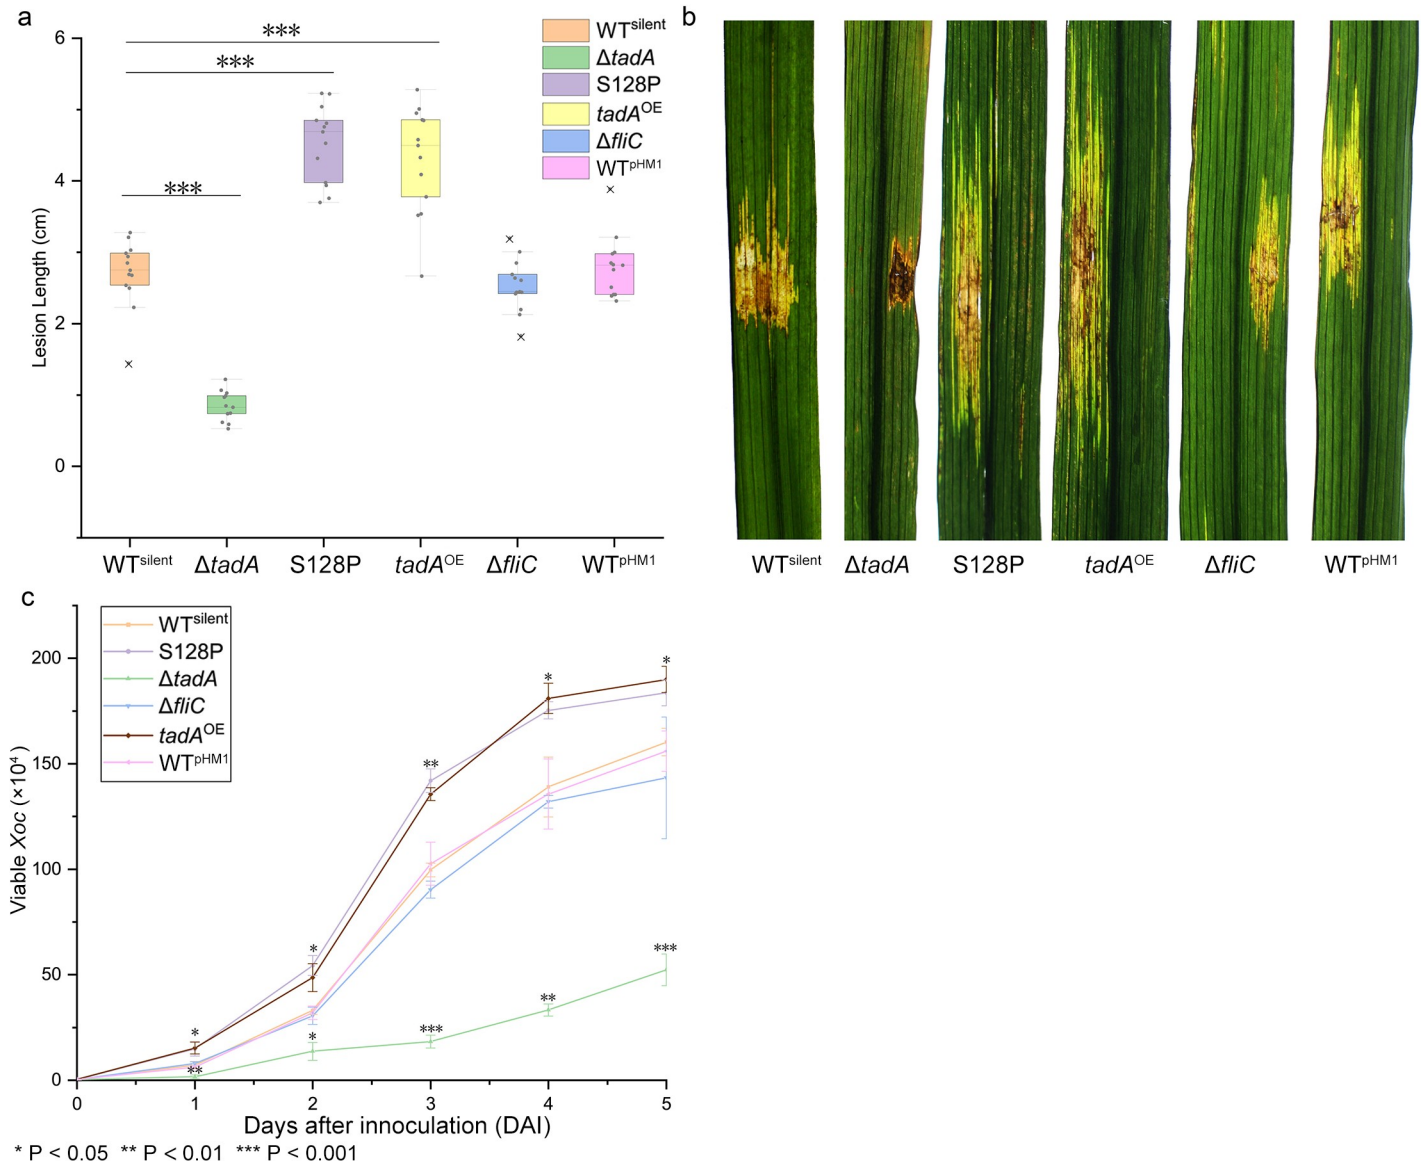 a
***
***
***
WTsilent
ΔtadA
S128P
tadAOE
ΔfliC
WTpHM1
6
4
2
0
Lesion Length (cm)
WTsilent ΔtadA S128P tadAOE ΔfliC WTpHM1
b
WTsilent ΔtadA S128P tadAOE ΔfliC WTpHM1
c
WTsilent
S128P
ΔtadA
ΔfliC
tadAOE
WTpHM1
200
150
100
50
0
Viable Xoc (×10⁴)
* * ** * *
** * *** ** ***
0 1 2 3 4 5
Days after innoculation (DAI)
* P < 0.05 ** P < 0.01 *** P < 0.001